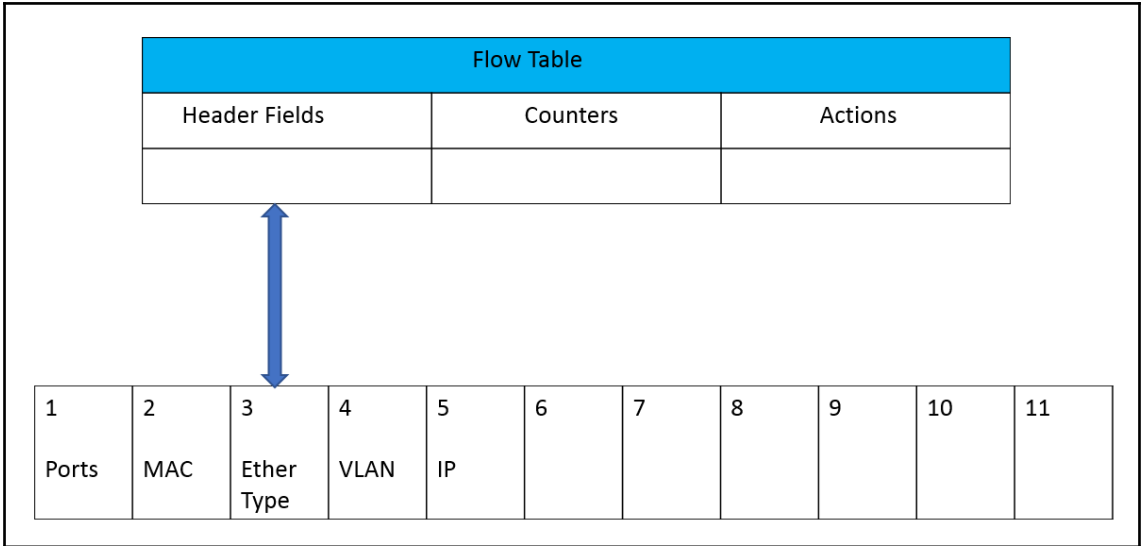 Flow Table
Header Fields Counters Actions
1 2 3 4 5 6 7 8 9 10 11
Ports MAC Ether VLAN IP
Type